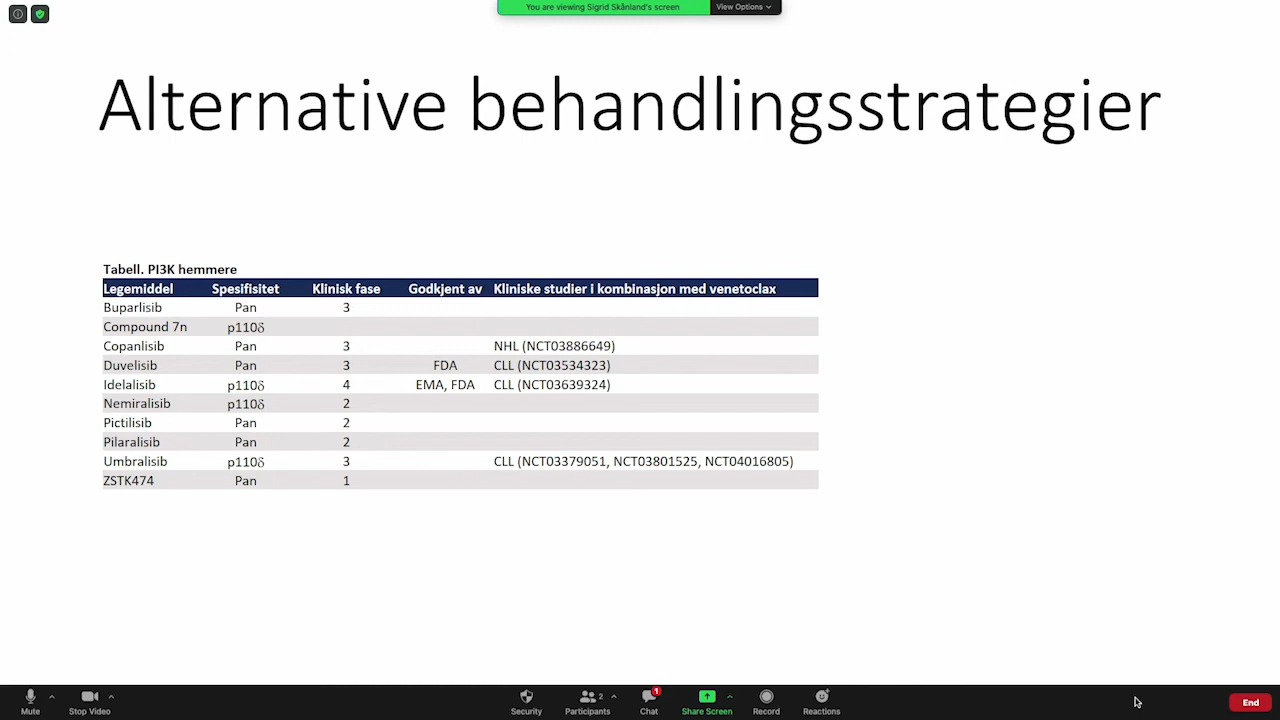 You are viewing Sigrid Skånland's screen View Options
Alternative behandlingsstrategier
Tabell. PI3K hemmere
Legemiddel Spesifisitet Klinisk fase Godkjent av Kliniske studier i kombinasjon med venetoclax
Buparlisib Pan 3
Compound 7n p110δ
Copanlisib Pan 3 NHL (NCT03886649)
Duvelisib Pan 3 FDA CLL (NCT03534323)
Idelalisib p110δ 4 EMA, FDA CLL (NCT03639324)
Nemiralisib p110δ 2
Pictilisib Pan 2
Pilaralisib Pan 2
Umbralisib p110δ 3 CLL (NCT03379051, NCT03801525, NCT04016805)
ZSTK474 Pan 1
Mute Stop Video Security Participants 2 Chat 1 Share Screen Record Reactions End